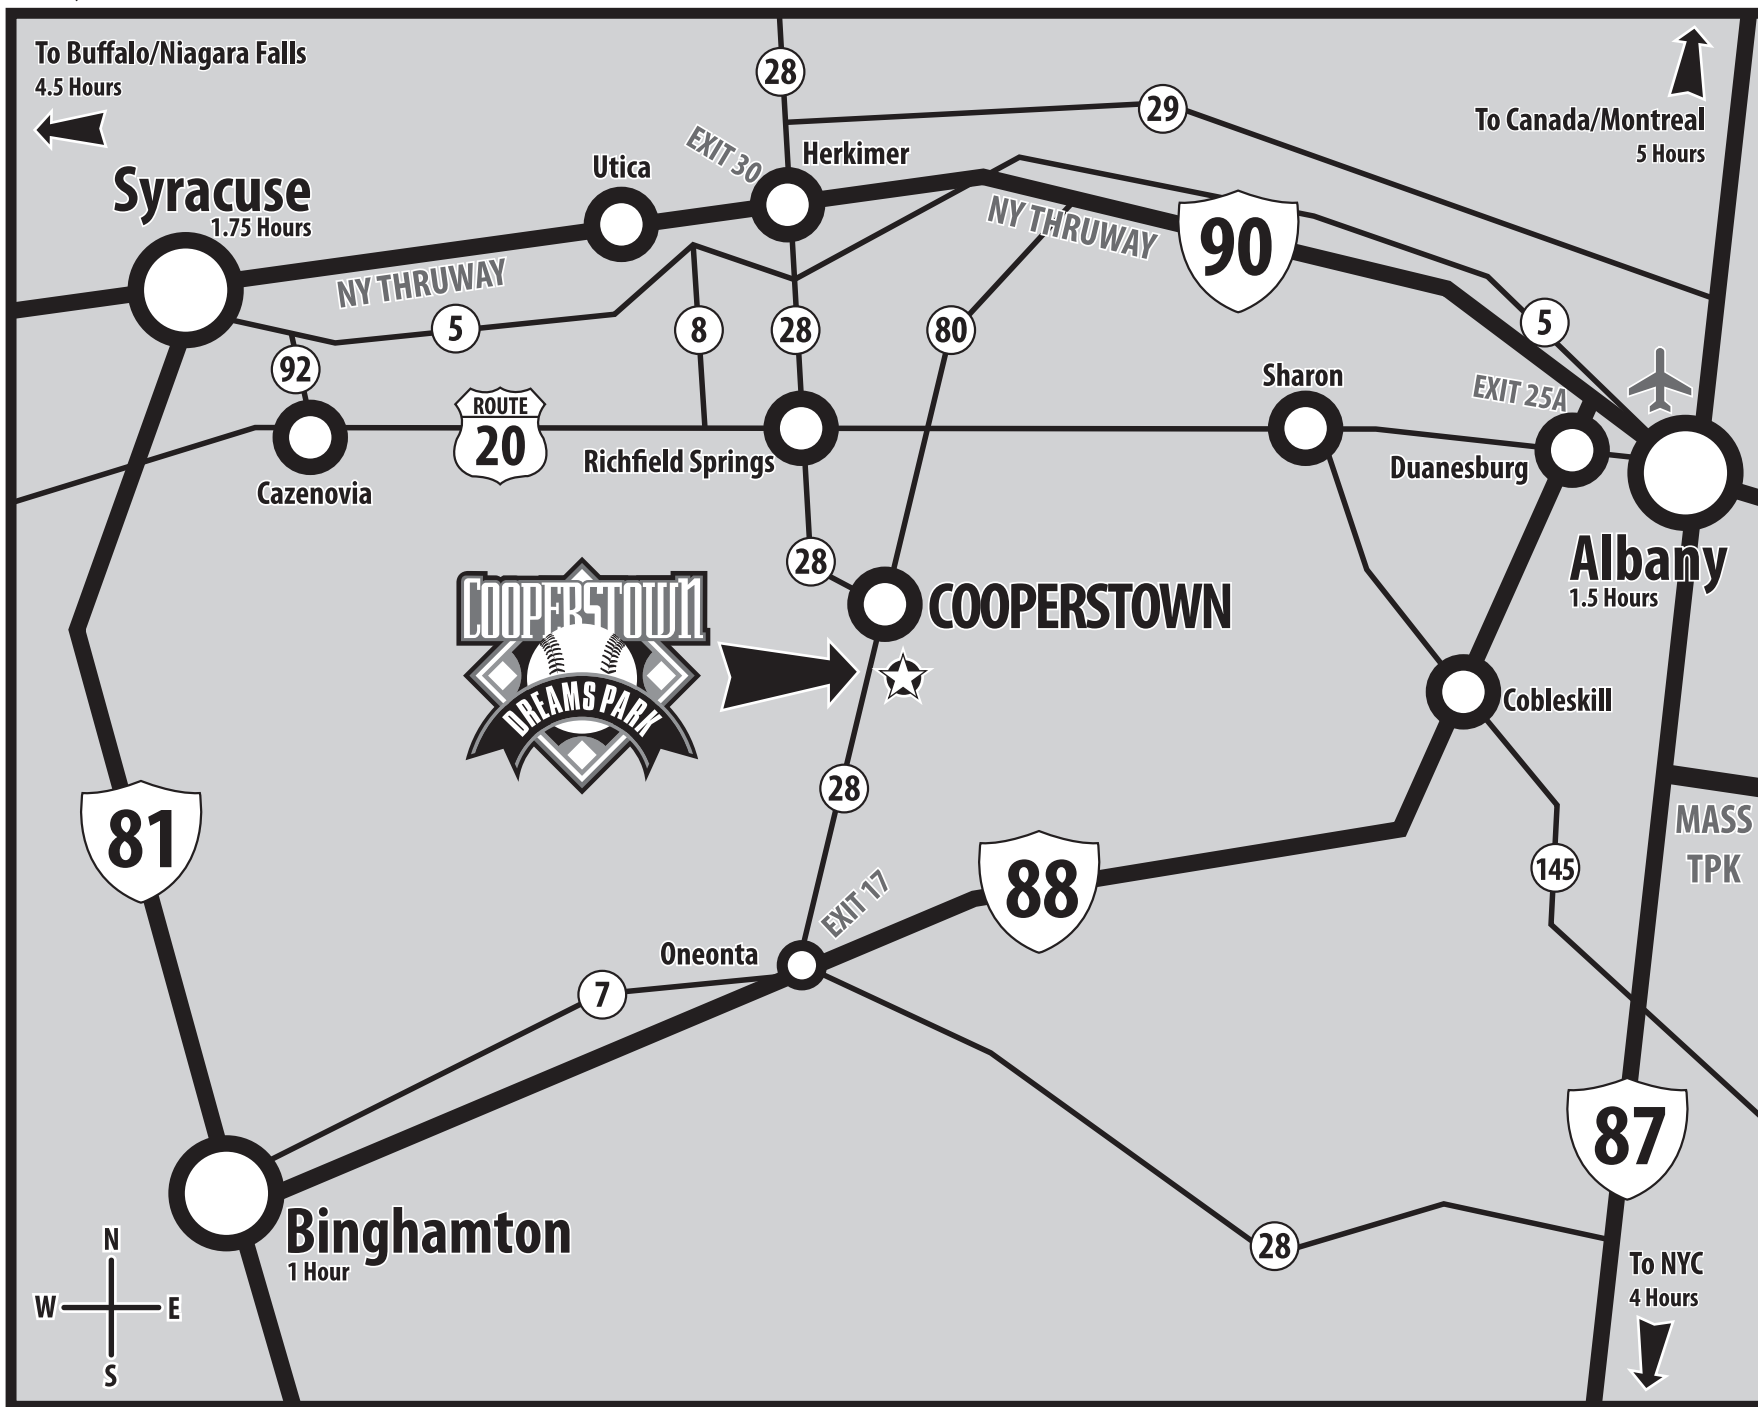 To Buffalo/Niagara Falls
4.5 Hours
28
29
To Canada/Montreal
5 Hours
EXIT 30
Herkimer
Utica
Syracuse
1.75 Hours
NY THRUWAY
NY THRUWAY
90
5
8
28
80
5
92
ROUTE
20
Sharon
EXIT 25A
Richfield Springs
Duanesburg
Cazenovia
28
Albany
1.5 Hours
COOPERSTOWN
DREAMS PARK
COOPERSTOWN
Cobleskill
28
81
88
MASS
TPK
145
EXIT 17
Oneonta
7
87
Binghamton
1 Hour
28
N
W
E
S
To NYC
4 Hours